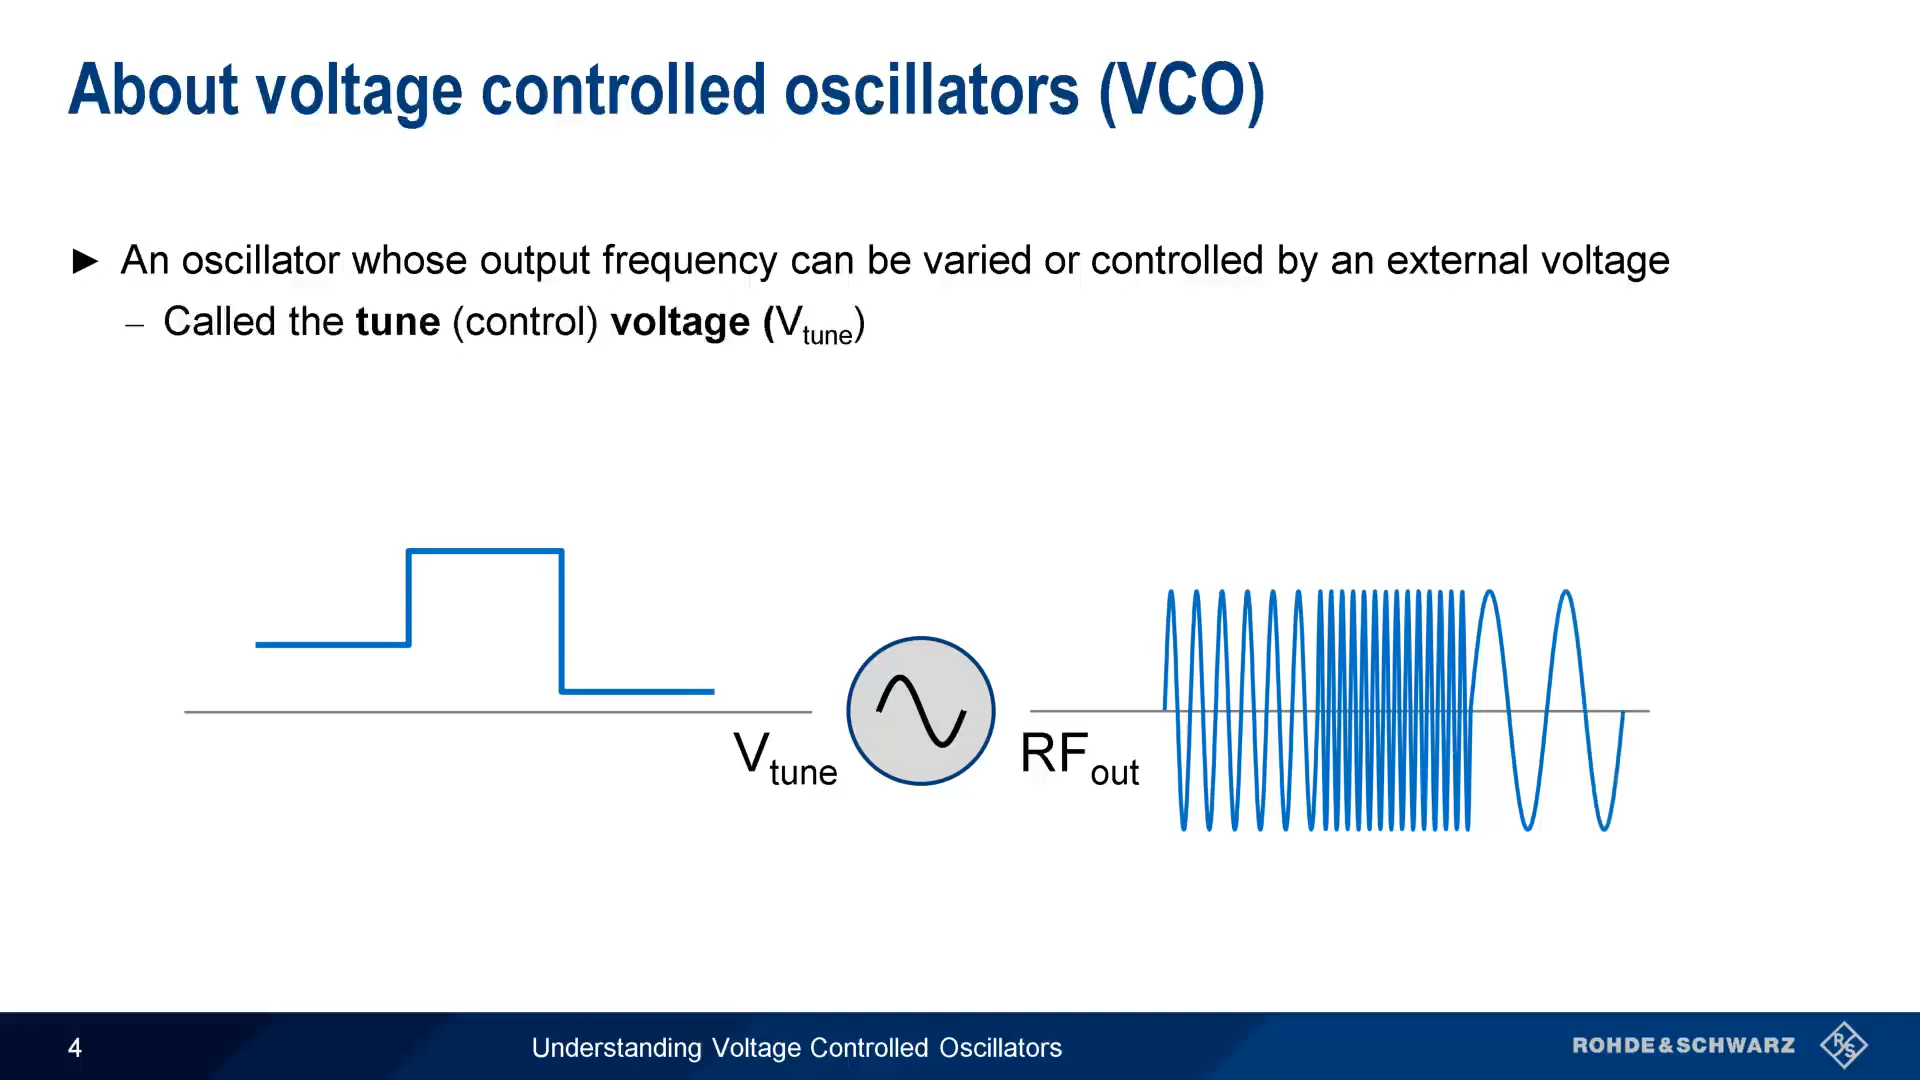 About voltage controlled oscillators (VCO)
► An oscillator whose output frequency can be varied or controlled by an external voltage
– Called the tune (control) voltage (Vtune)
Vtune
RFout
4
Understanding Voltage Controlled Oscillators
ROHDE&SCHWARZ
R&S